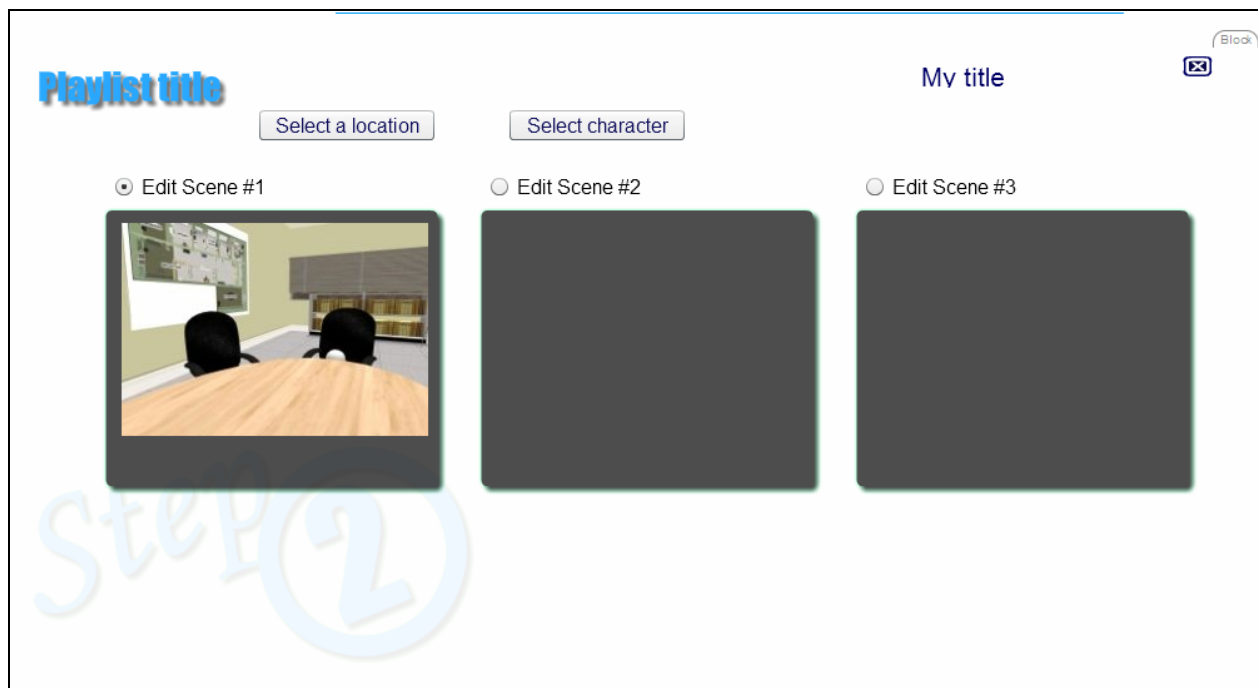 Block
Playlist title
My title
Select a location Select character
Edit Scene #1 Edit Scene #2 Edit Scene #3
Step 2